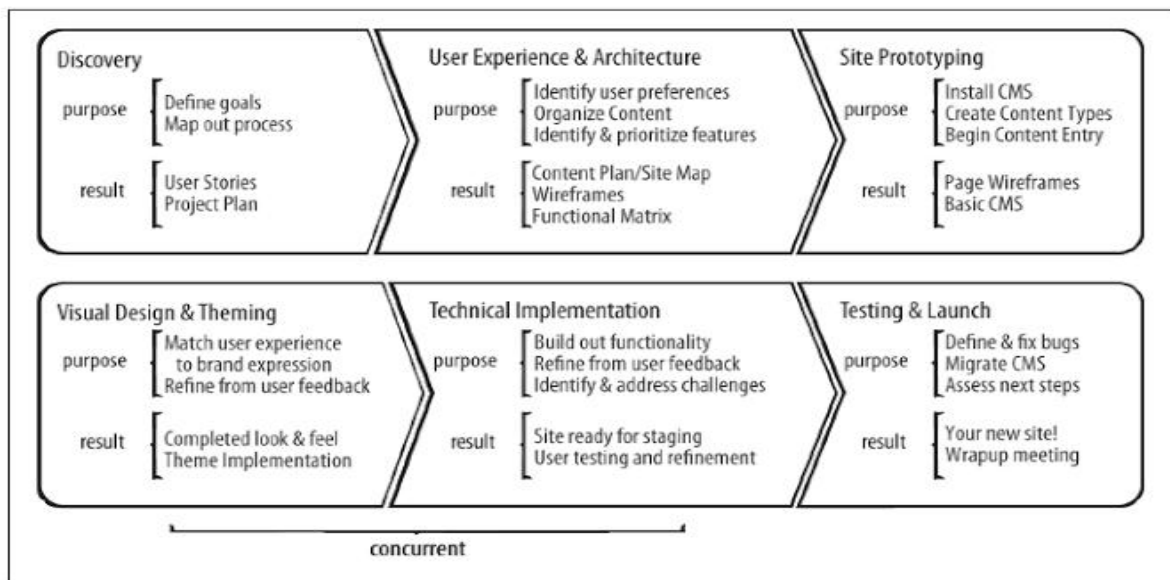 Discovery
purpose
Define goals
Map out process
result
User Stories
Project Plan
User Experience & Architecture
purpose
Identify user preferences
Organize Content
Identify & prioritize features
result
Content Plan/Site Map
Wireframes
Functional Matrix
Site Prototyping
purpose
Install CMS
Create Content Types
Begin Content Entry
result
Page Wireframes
Basic CMS
Visual Design & Theming
purpose
Match user experience
to brand expression
Refine from user feedback
result
Completed look & feel
Theme Implementation
Technical Implementation
purpose
Build out functionality
Refine from user feedback
Identify & address challenges
result
Site ready for staging
User testing and refinement
Testing & Launch
purpose
Define & fix bugs
Migrate CMS
Assess next steps
result
Your new site!
Wrapup meeting
concurrent